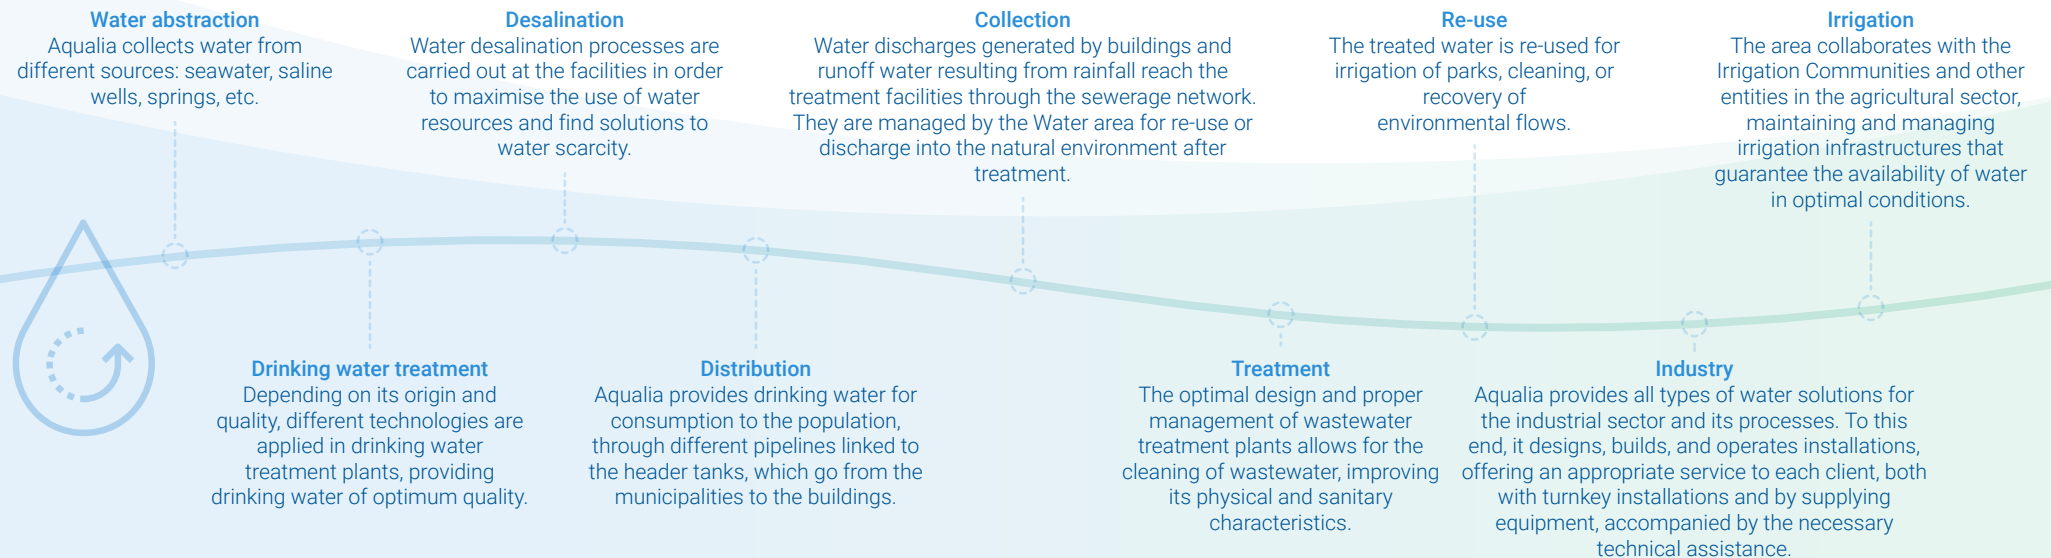 Water abstraction
Aqualia collects water from
different sources: seawater, saline
wells, springs, etc.
Desalination
Water desalination processes are
carried out at the facilities in order
to maximise the use of water
resources and find solutions to
water scarcity.
Collection
Water discharges generated by buildings and
runoff water resulting from rainfall reach the
treatment facilities through the sewerage network.
They are managed by the Water area for re-use or
discharge into the natural environment after
treatment.
Re-use
The treated water is re-used for
irrigation of parks, cleaning, or
recovery of
environmental flows.
Irrigation
The area collaborates with the
Irrigation Communities and other
entities in the agricultural sector,
maintaining and managing
irrigation infrastructures that
guarantee the availability of water
in optimal conditions.
Drinking water treatment
Depending on its origin and
quality, different technologies are
applied in drinking water
treatment plants, providing
drinking water of optimum quality.
Distribution
Aqualia provides drinking water for
consumption to the population,
through different pipelines linked to
the header tanks, which go from the
municipalities to the buildings.
Treatment
The optimal design and proper
management of wastewater
treatment plants allows for the
cleaning of wastewater, improving
its physical and sanitary
characteristics.
Industry
Aqualia provides all types of water solutions for
the industrial sector and its processes. To this
end, it designs, builds, and operates installations,
offering an appropriate service to each client, both
with turnkey installations and by supplying
equipment, accompanied by the necessary
technical assistance.